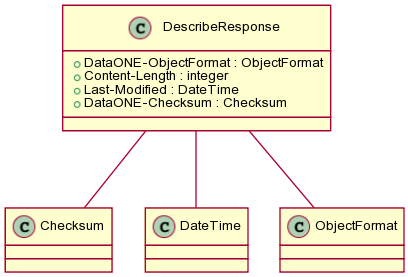 C DescribeResponse
DataONE-ObjectFormat : ObjectFormat
Content-Length : integer
Last-Modified : DateTime
DataONE-Checksum : Checksum
C Checksum
C DateTime
C ObjectFormat